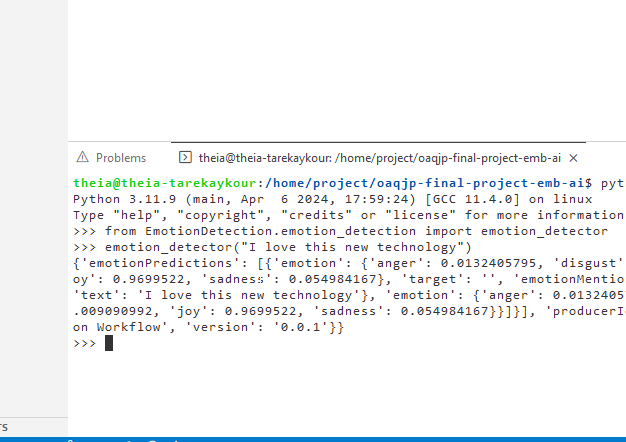 Problems
theia@theia-tarekaykour: /home/project/oaqjp-final-project-emb-ai
theia@theia-tarekaykour:/home/project/oaqjp-final-project-emb-ai$ pyt
Python 3.11.9 (main, Apr  6 2024, 17:59:24) [GCC 11.4.0] on linux
Type "help", "copyright", "credits" or "license" for more information
>>> from EmotionDetection.emotion_detection import emotion_detector
>>> emotion_detector("I love this new technology")
{'emotionPredictions': [{'emotion': {'anger': 0.0132405795, 'disgust'
oy': 0.9699522, 'sadness': 0.054984167}, 'target': '', 'emotionMentio
'text': 'I love this new technology'}, 'emotion': {'anger': 0.0132405
.009090992, 'joy': 0.9699522, 'sadness': 0.054984167}}]}], 'producerI
on Workflow', 'version': '0.0.1'}}
>>>